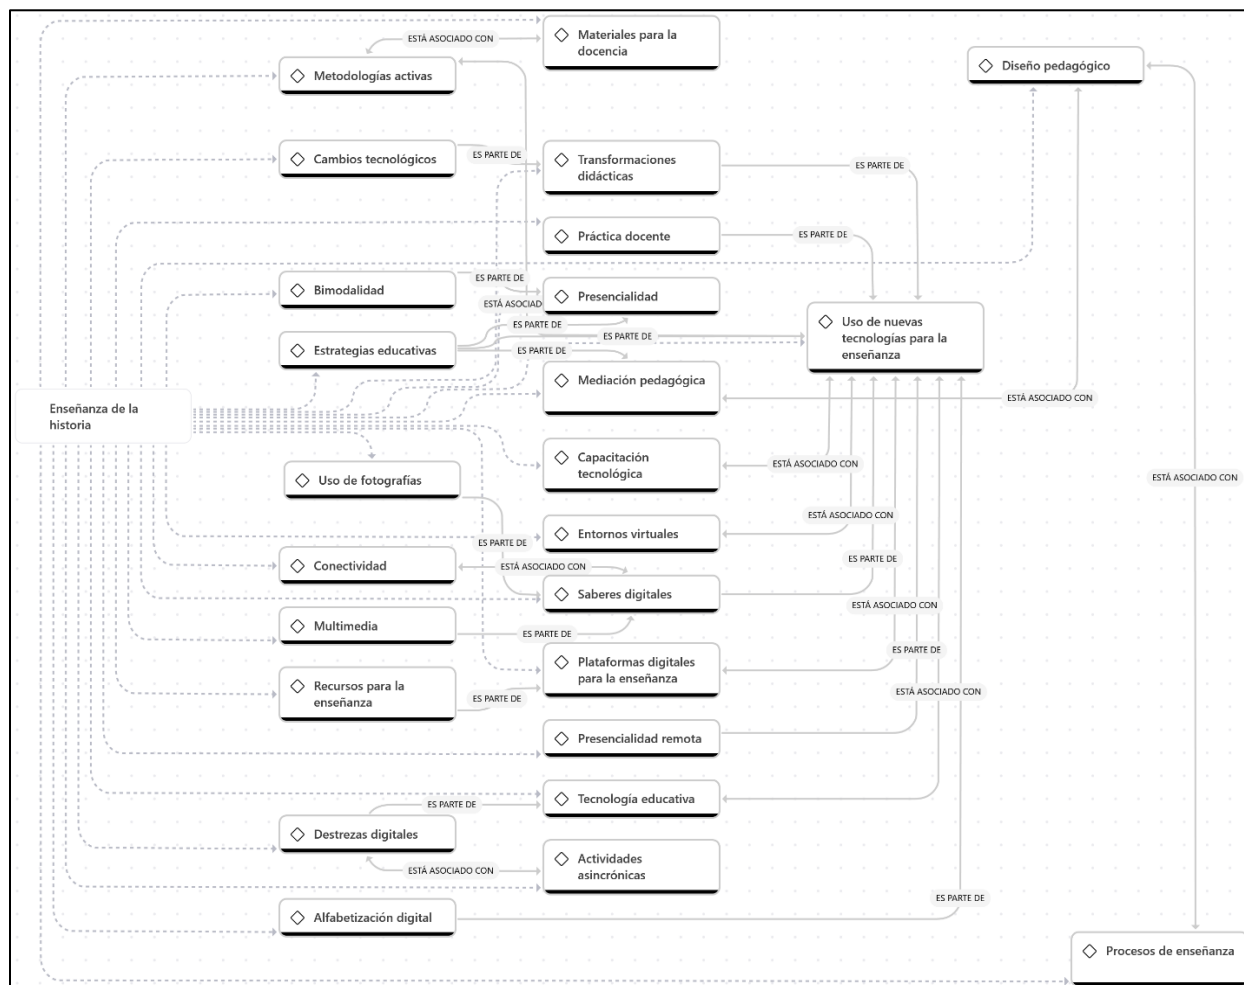 Materiales para la
docencia
ESTÁ ASOCIADO CON
Metodologías activas
Diseño pedagógico
Cambios tecnológicos
ES PARTE DE
Transformaciones
didácticas
ES PARTE DE
Práctica docente
ES PARTE DE
Bimodalidad
ES PARTE DE
Presencialidad
ESTÁ ASOCIAD
ES PARTE DE
Uso de nuevas
tecnologías para la
enseñanza
Estrategias educativas
ES PARTE DE
ES PARTE DE
Mediación pedagógica
ESTÁ ASOCIADO CON
Enseñanza de la
historia
Capacitación
tecnológica
ESTÁ ASOCIADO CON
ESTÁ ASOCIADO CON
Uso de fotografías
ESTÁ ASOCIADO CON
Entornos virtuales
ES PARTE DE
ES PARTE DE
Conectividad
ESTÁ ASOCIADO CON
Saberes digitales
ESTÁ ASOCIADO CON
Multimedia
ES PARTE DE
ES PARTE DE
Plataformas digitales
para la enseñanza
Recursos para la
enseñanza
ES PARTE DE
ESTÁ ASOCIADO CON
Presencialidad remota
Tecnología educativa
ES PARTE DE
Destrezas digitales
Actividades
asincrónicas
ESTÁ ASOCIADO CON
ES PARTE DE
Alfabetización digital
Procesos de enseñanza